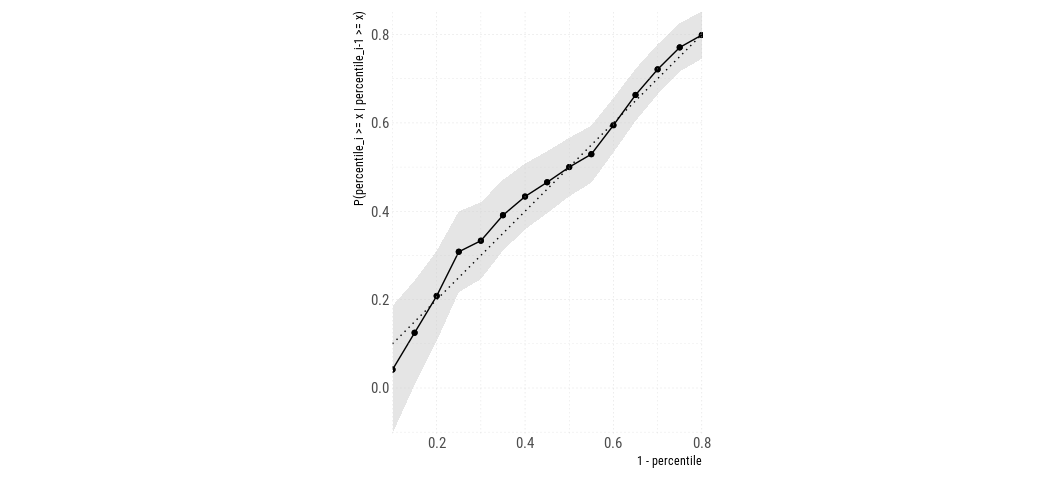 P(percentile_i >= x | percentile_i-1 >= x)
0.8
0.6
0.4
0.2
0.0
0.2 0.4 0.6 0.8
1 - percentile